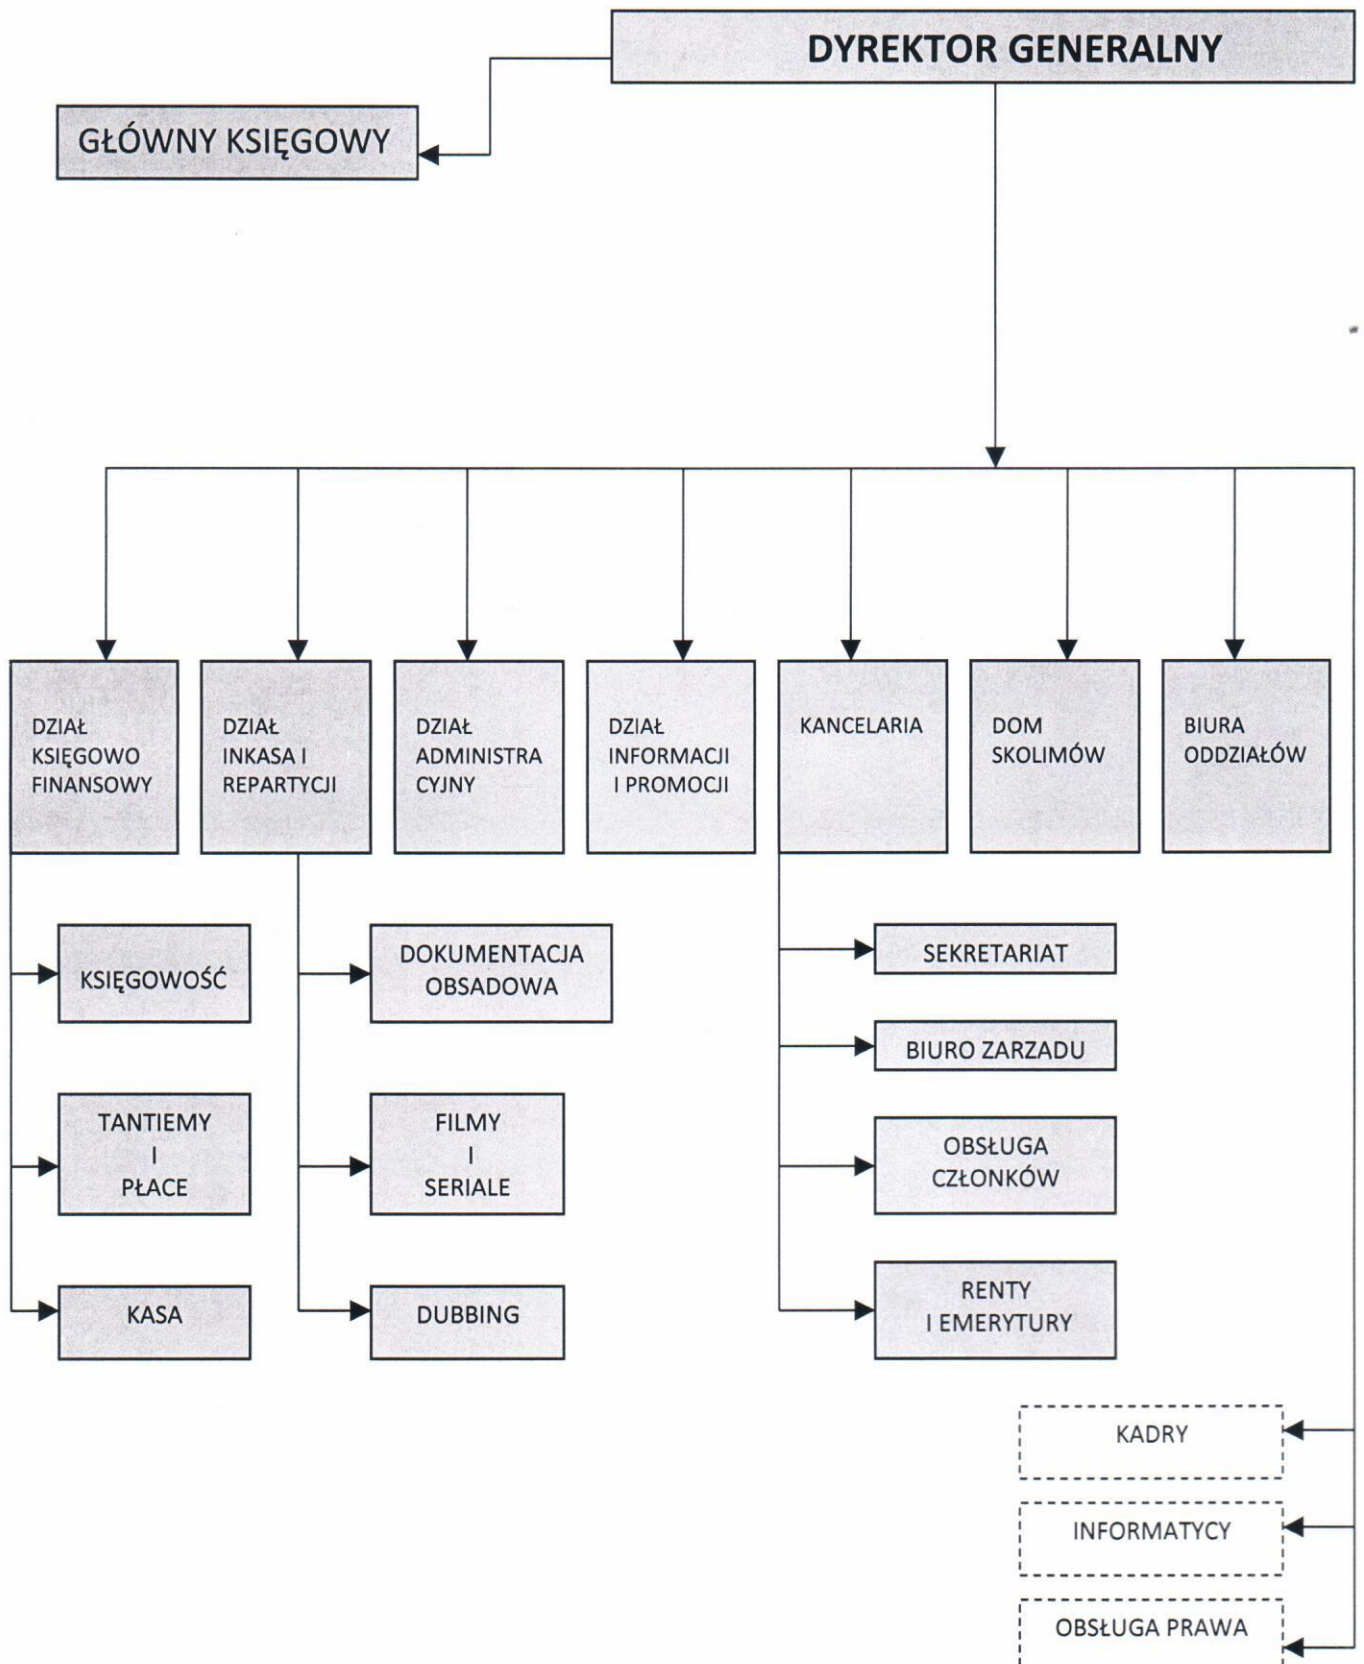 DYREKTOR GENERALNY
GŁÓWNY KSIĘGOWY
DZIAŁ
KSIĘGOWO
FINANSOWY
DZIAŁ
INKASA I
REPARTYCJI
DZIAŁ
ADMINISTRA
CYJNY
DZIAŁ
INFORMACJI
I PROMOCJI
KANCELARIA
DOM
SKOLIMÓW
BIURA
ODDZIAŁÓW
KSIĘGOWOŚĆ
TANTIEMY
I
PŁACE
KASA
DOKUMENTACJA
OBSADOWA
FILMY
I
SERIALE
DUBBING
SEKRETARIAT
BIURO ZARZADU
OBSŁUGA
CZŁONKÓW
RENTY
I EMERYTURY
KADRY
INFORMATYCY
OBSŁUGA PRAWA